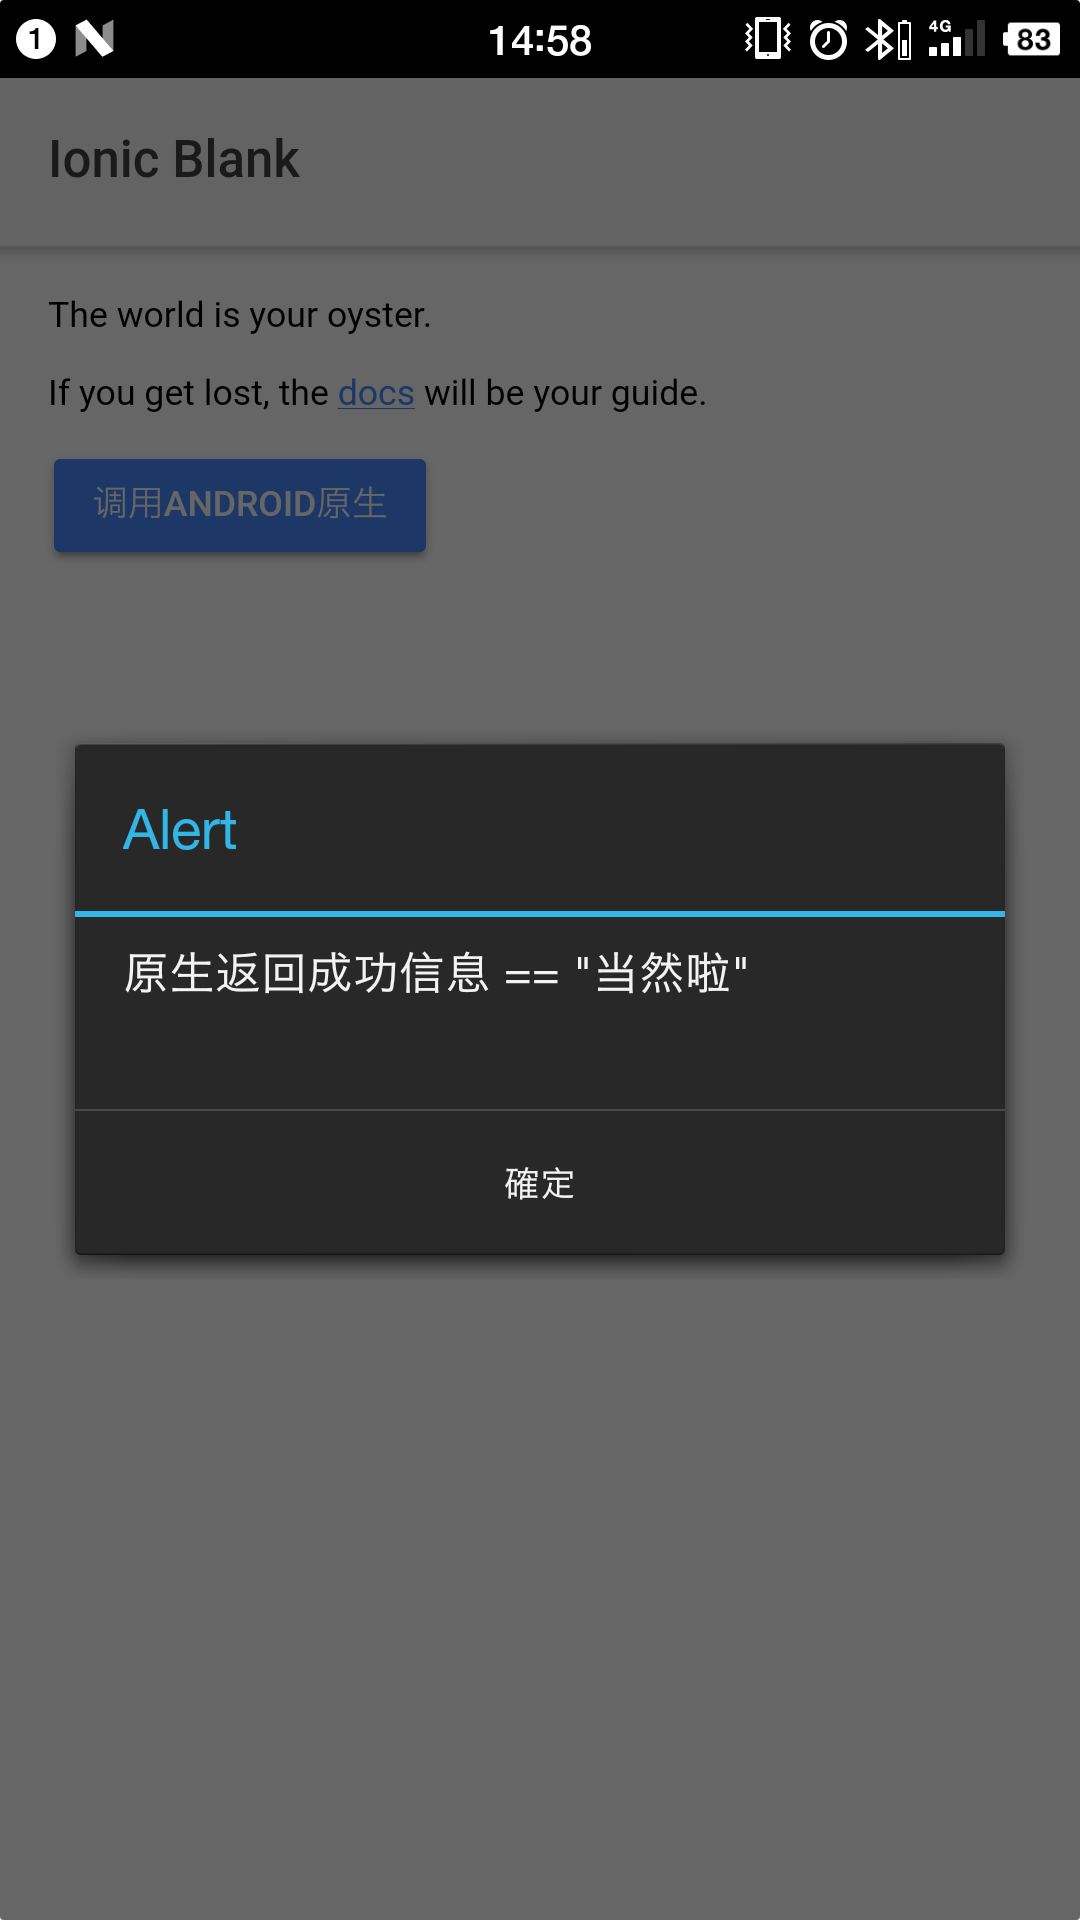 1
14:58
4G
83
Ionic Blank
The world is your oyster.
If you get lost, the docs will be your guide.
调用ANDROID原生
Alert
原生返回成功信息 == "当然啦"
確定